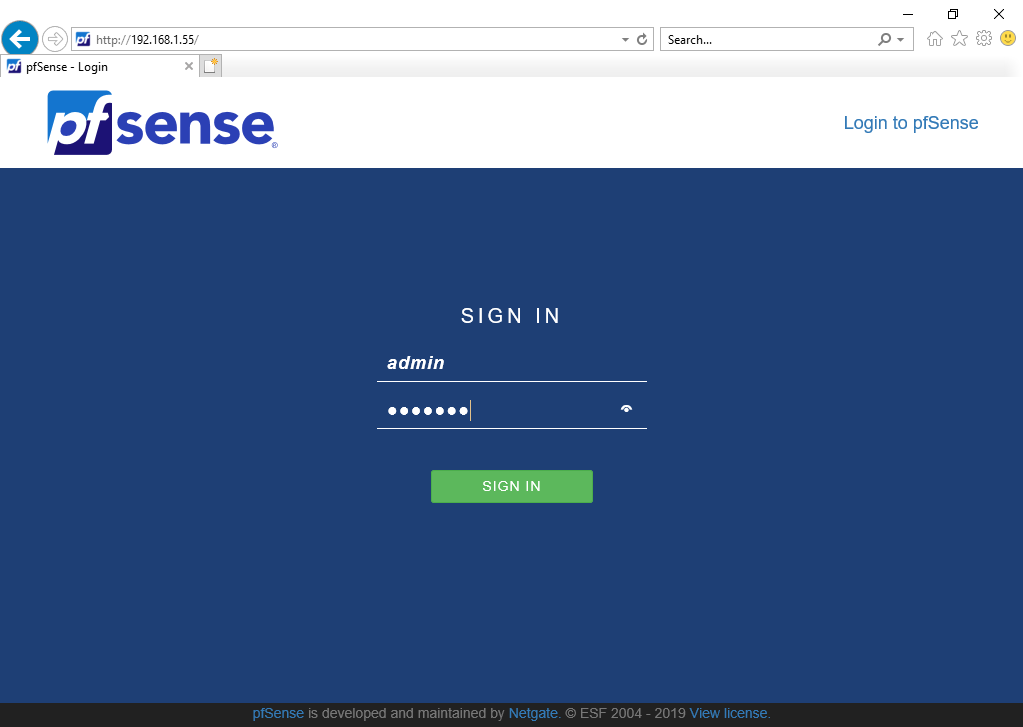 http://192.168.1.55/
Search...
pf pfSense - Login
pfsense®
Login to pfSense
SIGN IN
admin
SIGN IN
pfSense is developed and maintained by Netgate. © ESF 2004 - 2019 View license.